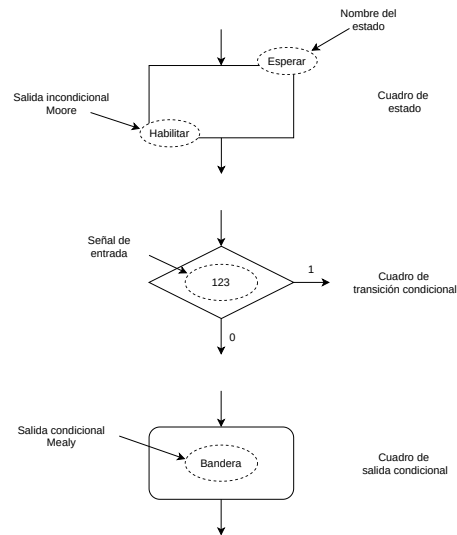 Nombre del
estado
Esperar
Cuadro de
estado
Salida incondicional
Moore
Habilitar
Señal de
entrada
123
1
0
Cuadro de
transición condicional
Salida condicional
Mealy
Bandera
Cuadro de
salida condicional